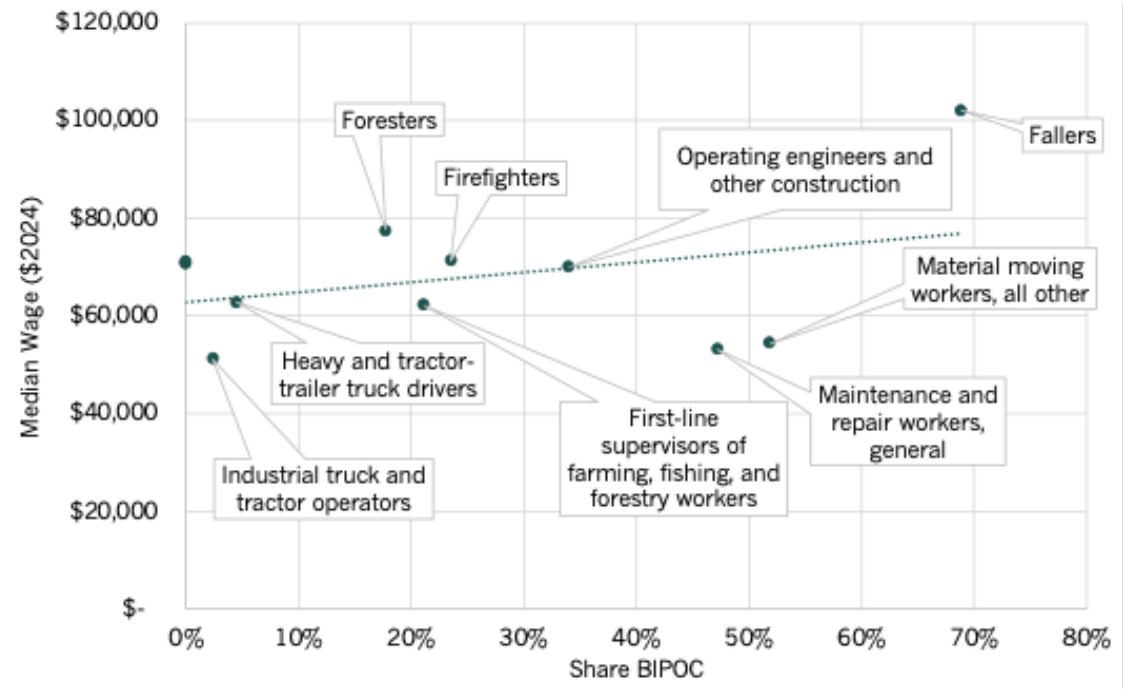 $120,000
$100,000
$80,000
$60,000
$40,000
$20,000
$-
Median Wage ($2024)
Foresters
Firefighters
Operating engineers and
other construction
Fallers
Material moving
workers, all other
Heavy and tractor-
trailer truck drivers
Industrial truck and
tractor operators
First-line
supervisors of
farming, fishing, and
forestry workers
Maintenance and
repair workers,
general
0% 10% 20% 30% 40% 50% 60% 70% 80%
Share BIPOC